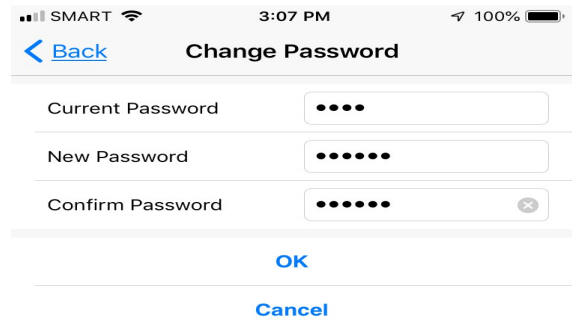 SMART 3:07 PM 100%
Back Change Password
Current Password ••••
New Password ••••••
Confirm Password ••••••
OK
Cancel